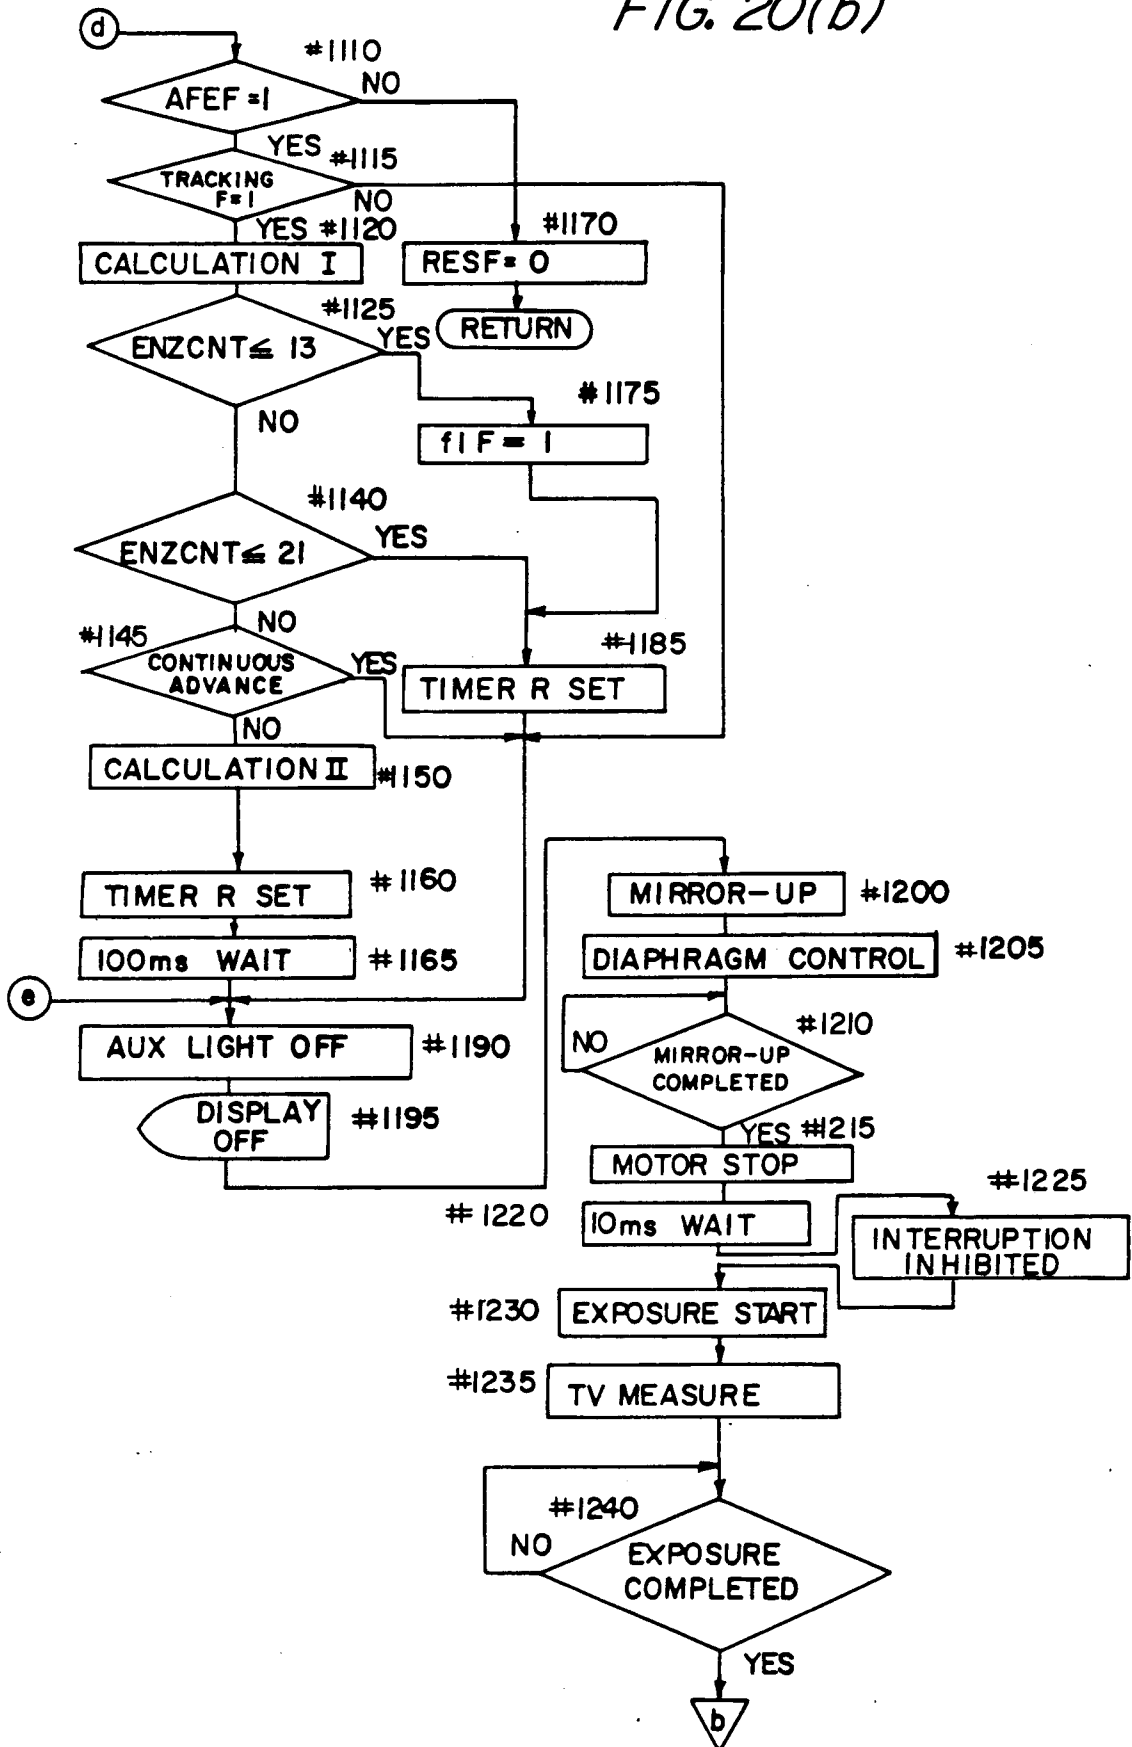 FIG. 20(b)
d
#1110
AFEF=1
NO
YES
#1115
TRACKING
F=1
NO
YES #1120
CALCULATION I
#1170
RESF=0
RETURN
#1125
ENZCNT≦ 13
YES
NO
#1175
f1F=1
#1140
ENZCNT≦ 21
YES
NO
#1145
CONTINUOUS
ADVANCE
YES
NO
#1185
TIMER R SET
CALCULATION II
#1150
TIMER R SET
#1160
100ms WAIT
#1165
e
AUX LIGHT OFF
#1190
DISPLAY
OFF
#1195
MIRROR-UP
#1200
DIAPHRAGM CONTROL
#1205
#1210
NO
MIRROR-UP
COMPLETED
YES #1215
MOTOR STOP
#1220
10ms WAIT
#1225
INTERRUPTION
INHIBITED
#1230
EXPOSURE START
#1235
TV MEASURE
#1240
NO
EXPOSURE
COMPLETED
YES
b